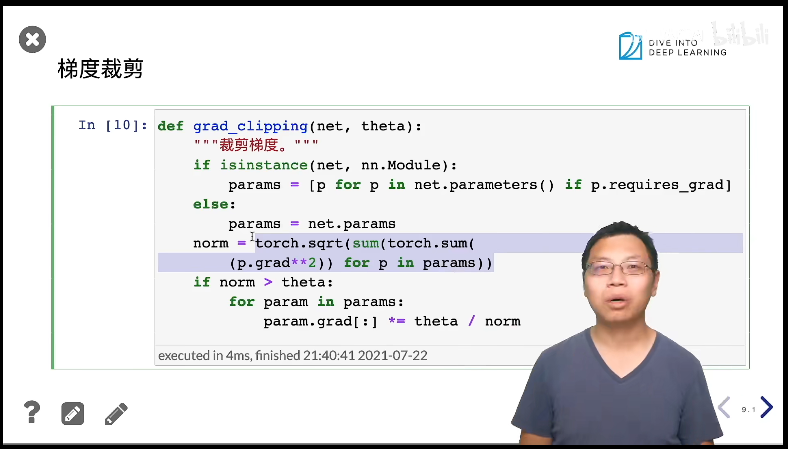 DIVE INTO
DEEP LEARNING
bilibili
梯度裁剪
In [10]: def grad_clipping(net, theta):
"""裁剪梯度。"""
if isinstance(net, nn.Module):
params = [p for p in net.parameters() if p.requires_grad]
else:
params = net.params
norm = torch.sqrt(sum(torch.sum(
(p.grad**2)) for p in params))
if norm > theta:
for param in params:
param.grad[:] *= theta / norm
executed in 4ms, finished 21:40:41 2021-07-22
9.1